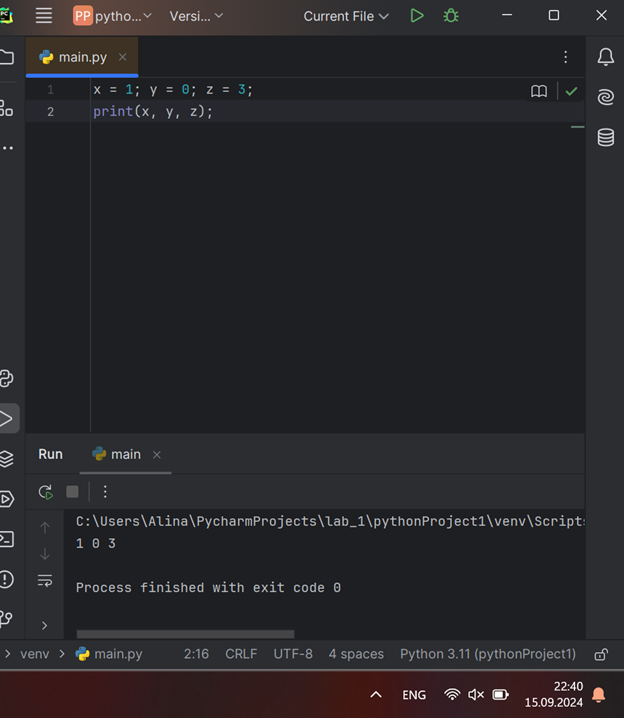 PC
PP pytho... Versi... Current File
main.py
1 x = 1; y = 0; z = 3;
2 print(x, y, z);
Run main
C:\Users\Alina\PycharmProjects\lab_1\pythonProject1\venv\Scripts
1 0 3
Process finished with exit code 0
venv > main.py 2:16 CRLF UTF-8 4 spaces Python 3.11 (pythonProject1)
ENG 22:40
15.09.2024